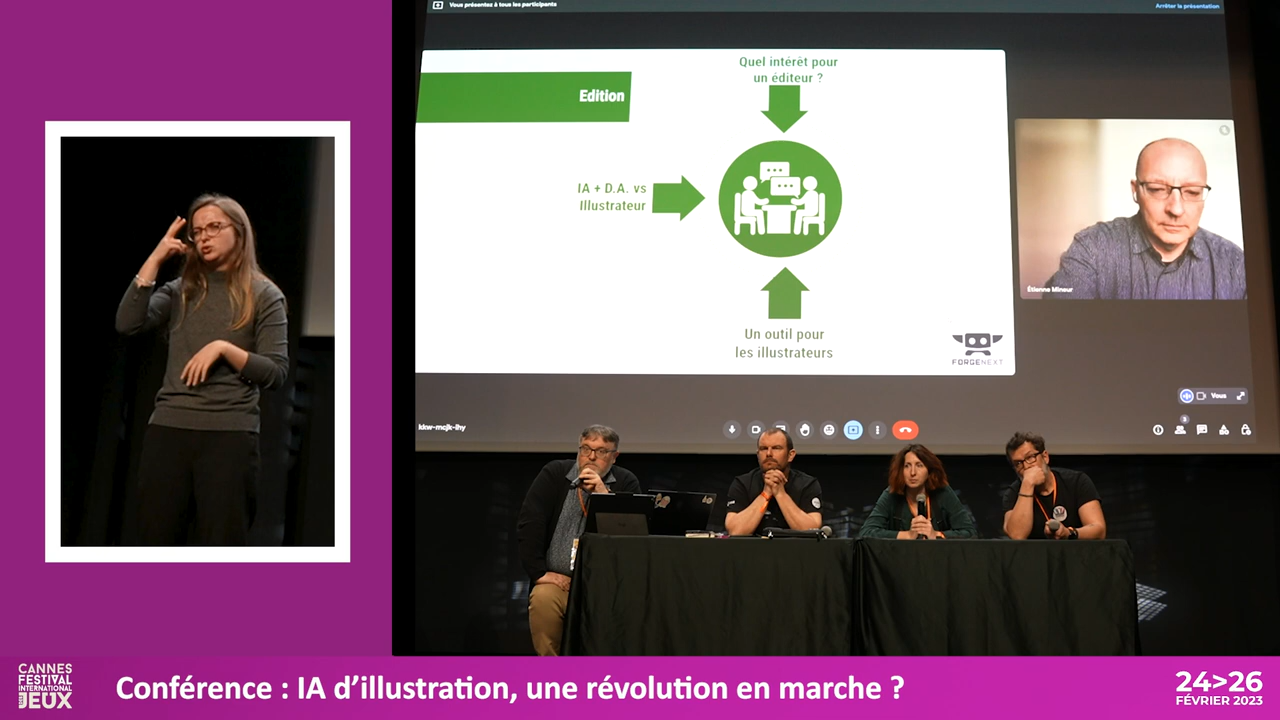 Vous présentez à tous les participants
Arrêter la présentation
Quel intérêt pour
un éditeur ?
Edition
IA + D.A. vs
Illustrateur
Étienne Mineur
Un outil pour
les illustrateurs
FORGENEXT
Vous
kkw-mcjk-ihy
CANNES
FESTIVAL
INTERNATIONAL
DES JEUX
Conférence : IA d'illustration, une révolution en marche ?
24>26
FÉVRIER 2023